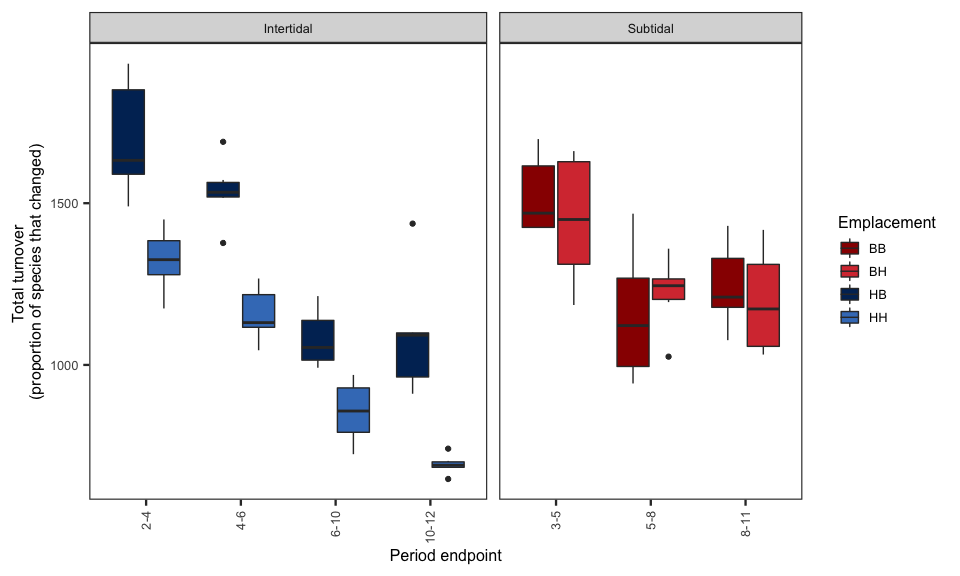 Intertidal
Subtidal
Total turnover
(proportion of species that changed)
1500
1000
2-4
4-6
6-10
10-12
3-5
5-8
8-11
Period endpoint
Emplacement
BB
BH
HB
HH